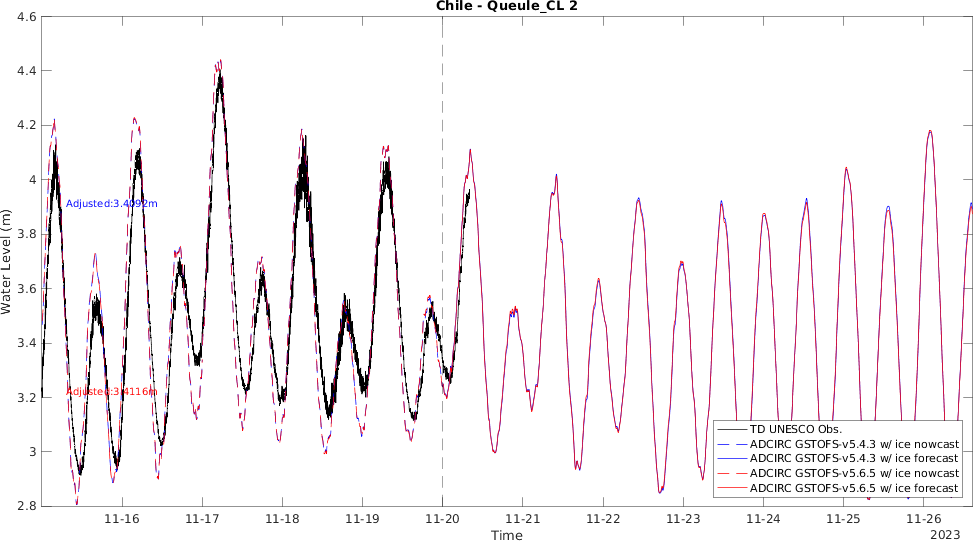 Chile - Queule_CL 2
4.6
4.4
4.2
4
3.8
3.6
3.4
3.2
3
2.8
Water Level (m)
Adjusted:3.4092m
Adjusted:3.4116m
TD UNESCO Obs.
ADCIRC GSTOFS-v5.4.3 w/ ice nowcast
ADCIRC GSTOFS-v5.4.3 w/ ice forecast
ADCIRC GSTOFS-v5.6.5 w/ ice nowcast
ADCIRC GSTOFS-v5.6.5 w/ ice forecast
11-16 11-17 11-18 11-19 11-20 11-21 11-22 11-23 11-24 11-25 11-26
Time
2023